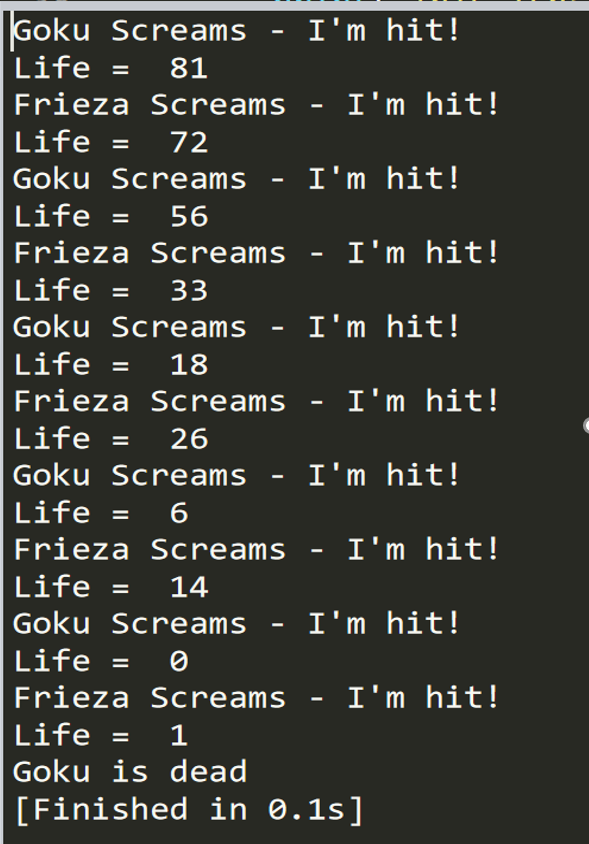 Goku Screams - I'm hit!
Life =  81
Frieza Screams - I'm hit!
Life =  72
Goku Screams - I'm hit!
Life =  56
Frieza Screams - I'm hit!
Life =  33
Goku Screams - I'm hit!
Life =  18
Frieza Screams - I'm hit!
Life =  26
Goku Screams - I'm hit!
Life =  6
Frieza Screams - I'm hit!
Life =  14
Goku Screams - I'm hit!
Life =  0
Frieza Screams - I'm hit!
Life =  1
Goku is dead
[Finished in 0.1s]